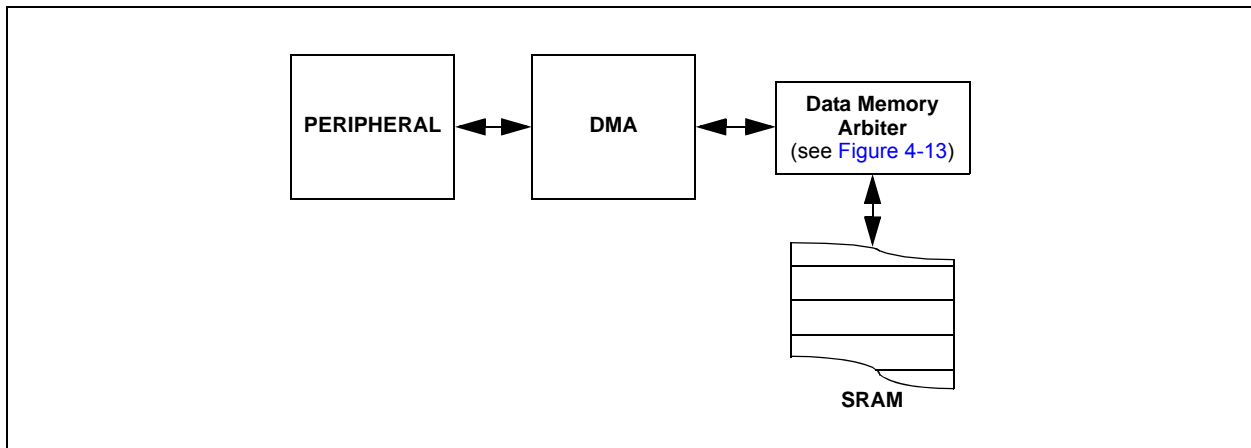 PERIPHERAL
DMA
Data Memory
Arbiter
(see Figure 4-13)
SRAM